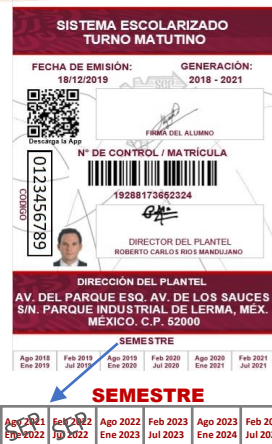 SISTEMA ESCOLARIZADO
TURNO MATUTINO
FECHA DE EMISIÓN:
18/12/2019
GENERACIÓN:
2018 - 2021
SEP
Descarga la App
FIRMA DEL ALUMNO
N° DE CONTROL / MATRÍCULA
19288173652324
CODIGO
0123456789
DIRECTOR DEL PLANTEL
ROBERTO CARLOS RIOS MANDUJANO
DIRECCIÓN DEL PLANTEL
AV. DEL PARQUE ESQ. AV. DE LOS SAUCES
S/N. PARQUE INDUSTRIAL DE LERMA, MÉX.
MÉXICO. C.P. 52000
SEMESTRE
Ago 2018 Feb 2019 Ago 2019 Feb 2020 Ago 2020 Feb 2021
Ene 2019 Jul 2019 Ene 2020 Jul 2020 Ene 2021 Jul 2021
SEMESTRE
Ago 2021 Feb 2022 Ago 2022 Feb 2023 Ago 2023
Ene 2022 Jul 2022 Ene 2023 Jul 2023 Ene 2024
SEP SEP